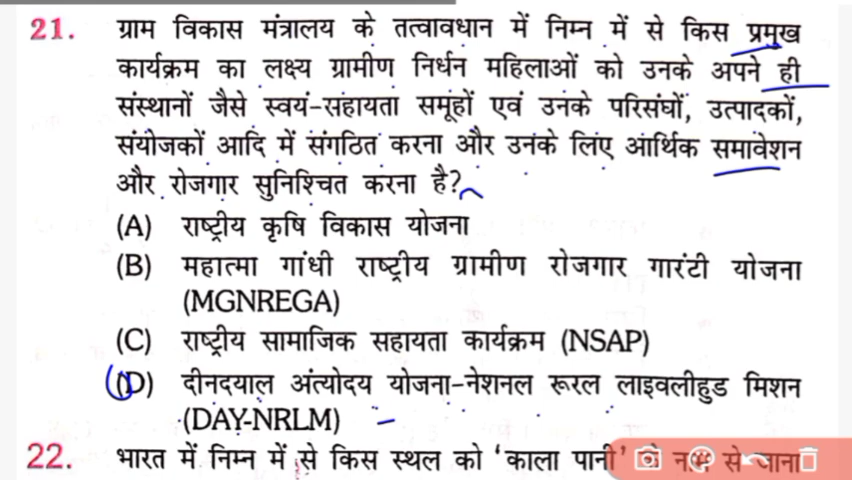 21. ग्राम विकास मंत्रालय के तत्वावधान में निम्न में से किस प्रमुख
कार्यक्रम का लक्ष्य ग्रामीण निर्धन महिलाओं को उनके अपने ही
संस्थानों जैसे स्वयं-सहायता समूहों एवं उनके परिसंघों, उत्पादकों,
संयोजकों आदि में संगठित करना और उनके लिए आर्थिक समावेशन
और रोजगार सुनिश्चित करना है?
(A) राष्ट्रीय कृषि विकास योजना
(B) महात्मा गांधी राष्ट्रीय ग्रामीण रोजगार गारंटी योजना
(MGNREGA)
(C) राष्ट्रीय सामाजिक सहायता कार्यक्रम (NSAP)
(D) दीनदयाल अंत्योदय योजना-नेशनल रूरल लाइवलीहुड मिशन
(DAY-NRLM)
22. भारत में निम्न में से किस स्थल को 'काला पानी' के नाम से जाना